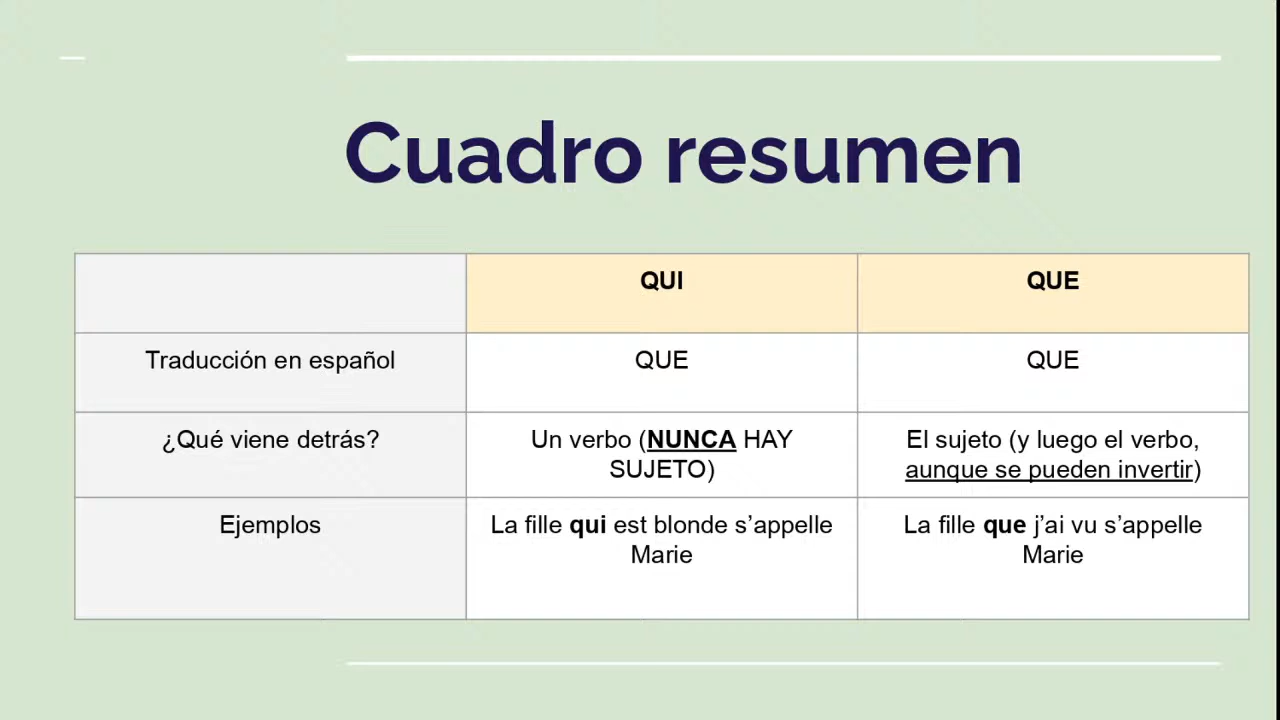 Cuadro resumen
QUI
QUE
Traducción en español
QUE
QUE
¿Qué viene detrás?
Un verbo (NUNCA HAY
SUJETO)
El sujeto (y luego el verbo,
aunque se pueden invertir)
Ejemplos
La fille qui est blonde s’appelle
Marie
La fille que j’ai vu s’appelle
Marie